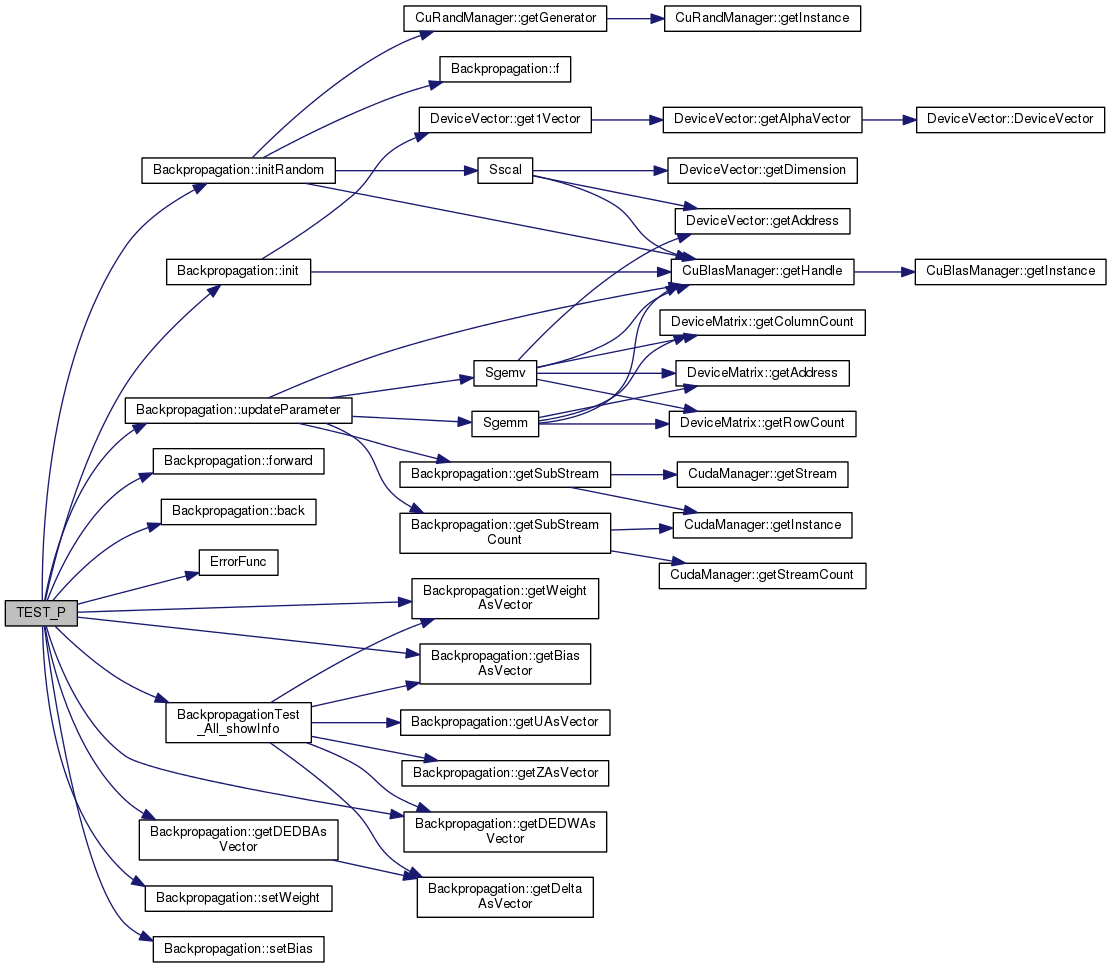 CuRandManager::getGenerator
CuRandManager::getInstance
Backpropagation::f
DeviceVector::get1Vector
DeviceVector::getAlphaVector
DeviceVector::DeviceVector
Backpropagation::initRandom
Sscal
DeviceVector::getDimension
DeviceVector::getAddress
Backpropagation::init
CuBlasManager::getHandle
CuBlasManager::getInstance
DeviceMatrix::getColumnCount
Sgemv
DeviceMatrix::getAddress
Backpropagation::updateParameter
Sgemm
DeviceMatrix::getRowCount
Backpropagation::forward
Backpropagation::getSubStream
CudaManager::getStream
Backpropagation::back
Backpropagation::getSubStream
Count
CudaManager::getInstance
ErrorFunc
CudaManager::getStreamCount
TEST_P
Backpropagation::getWeight
AsVector
Backpropagation::getBias
AsVector
BackpropagationTest
_All_showInfo
Backpropagation::getUAsVector
Backpropagation::getZAsVector
Backpropagation::getDEDBAs
Vector
Backpropagation::getDEDWAs
Vector
Backpropagation::setWeight
Backpropagation::getDelta
AsVector
Backpropagation::setBias